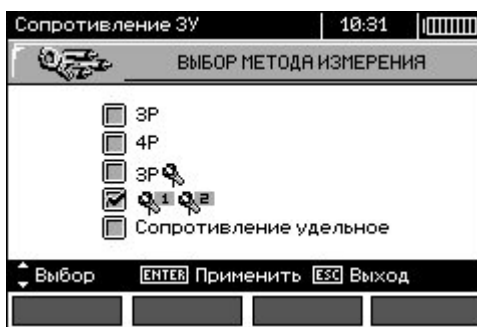 Сопротивление ЗУ 10:31
ВЫБОР МЕТОДА ИЗМЕРЕНИЯ
3P
4P
3P
1 2
Сопротивление удельное
Выбор ENTER Применить ESC Выход